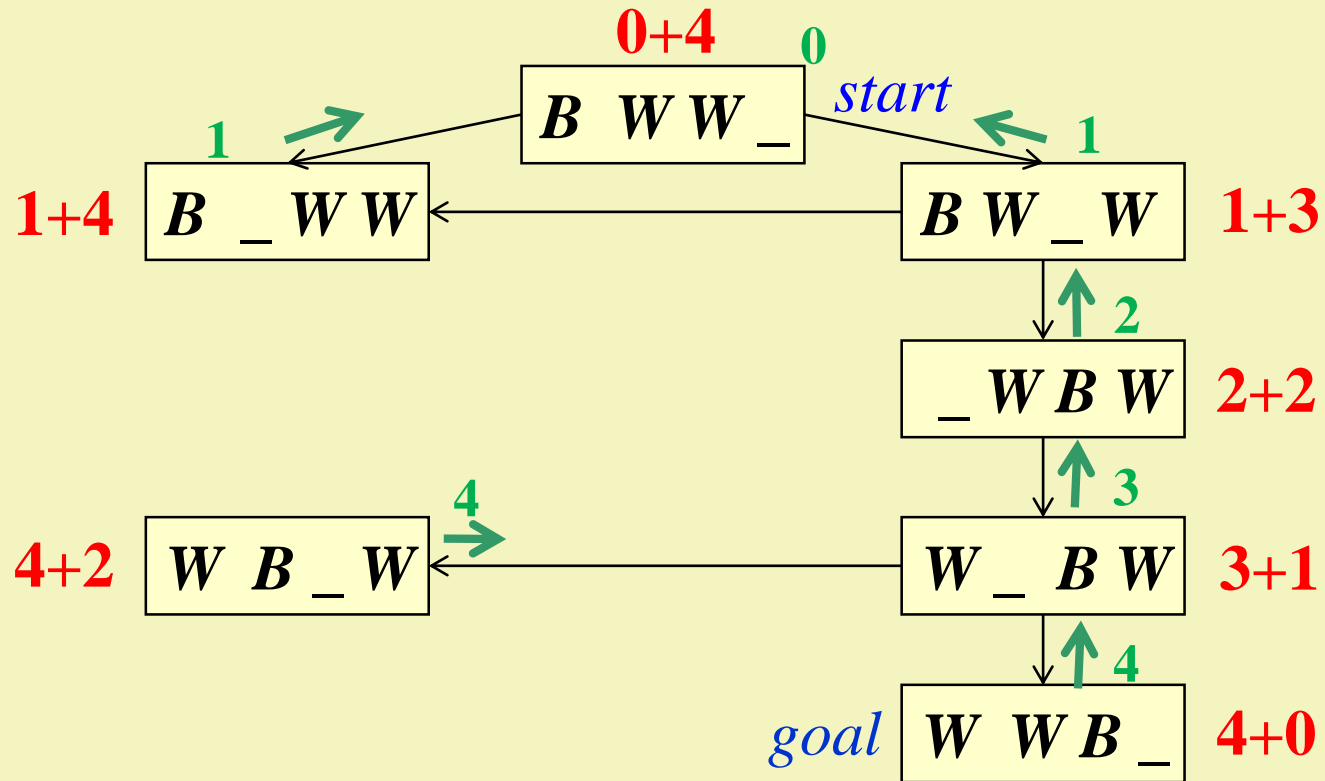 0+4 0
B W W _ start
1 1
1+4 B _ W W B W _ W 1+3
2
_ W B W 2+2
4 3
4+2 W B _ W W _ B W 3+1
4
goal W W B _ 4+0